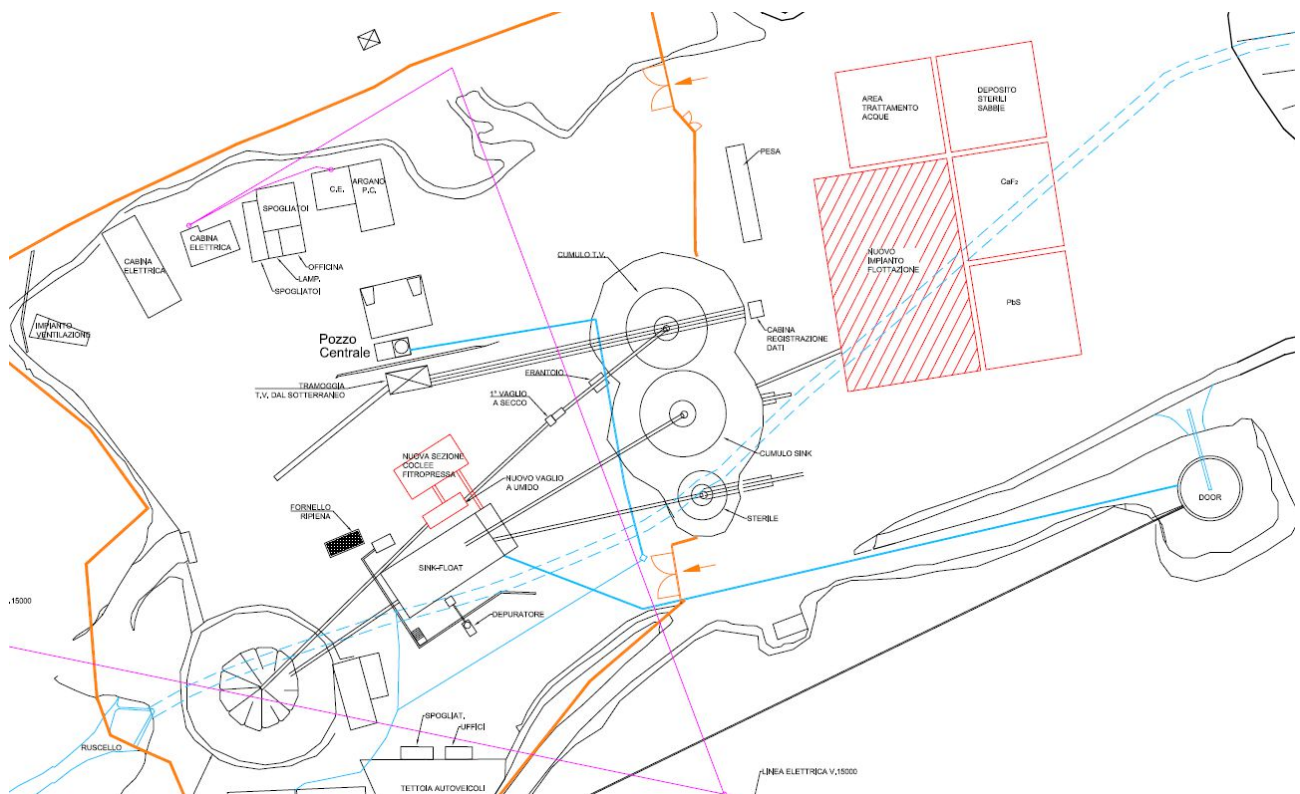 AREA
TRATTAMENTO
ACQUE
DEPOSITO
STERILI
SABBIE
PESA
C.E.
ARGANO
P.C.
CaF₂
SPOGLIATOI
CABINA
ELETTRICA
CABINA
ELETTRICA
OFFICINA
LAMP.
SPOGLIATOI
CUMULO T.V.
NUOVO
IMPIANTO
FLOTTAZIONE
PbS
IMPIANTO
VENTILAZIONE
Pozzo
Centrale
CABINA
REGISTRAZIONE
DATI
FRANTOIO
TRAMOGGIA
T.V. DAL SOTTERRANEO
1° VAGLIO
A SECCO
CUMULO SINK
NUOVA SEZIONE
COCLEE
FITROPRESSA
NUOVO VAGLIO
A UMIDO
DOOR
FORNELLO
RIPIENA
STERILE
SINK-FLOAT
.15000
DEPURATORE
SPOGLIAT.
UFFICI
RUSCELLO
LINEA ELETTRICA V.15000
TETTOIA AUTOVEICOLI